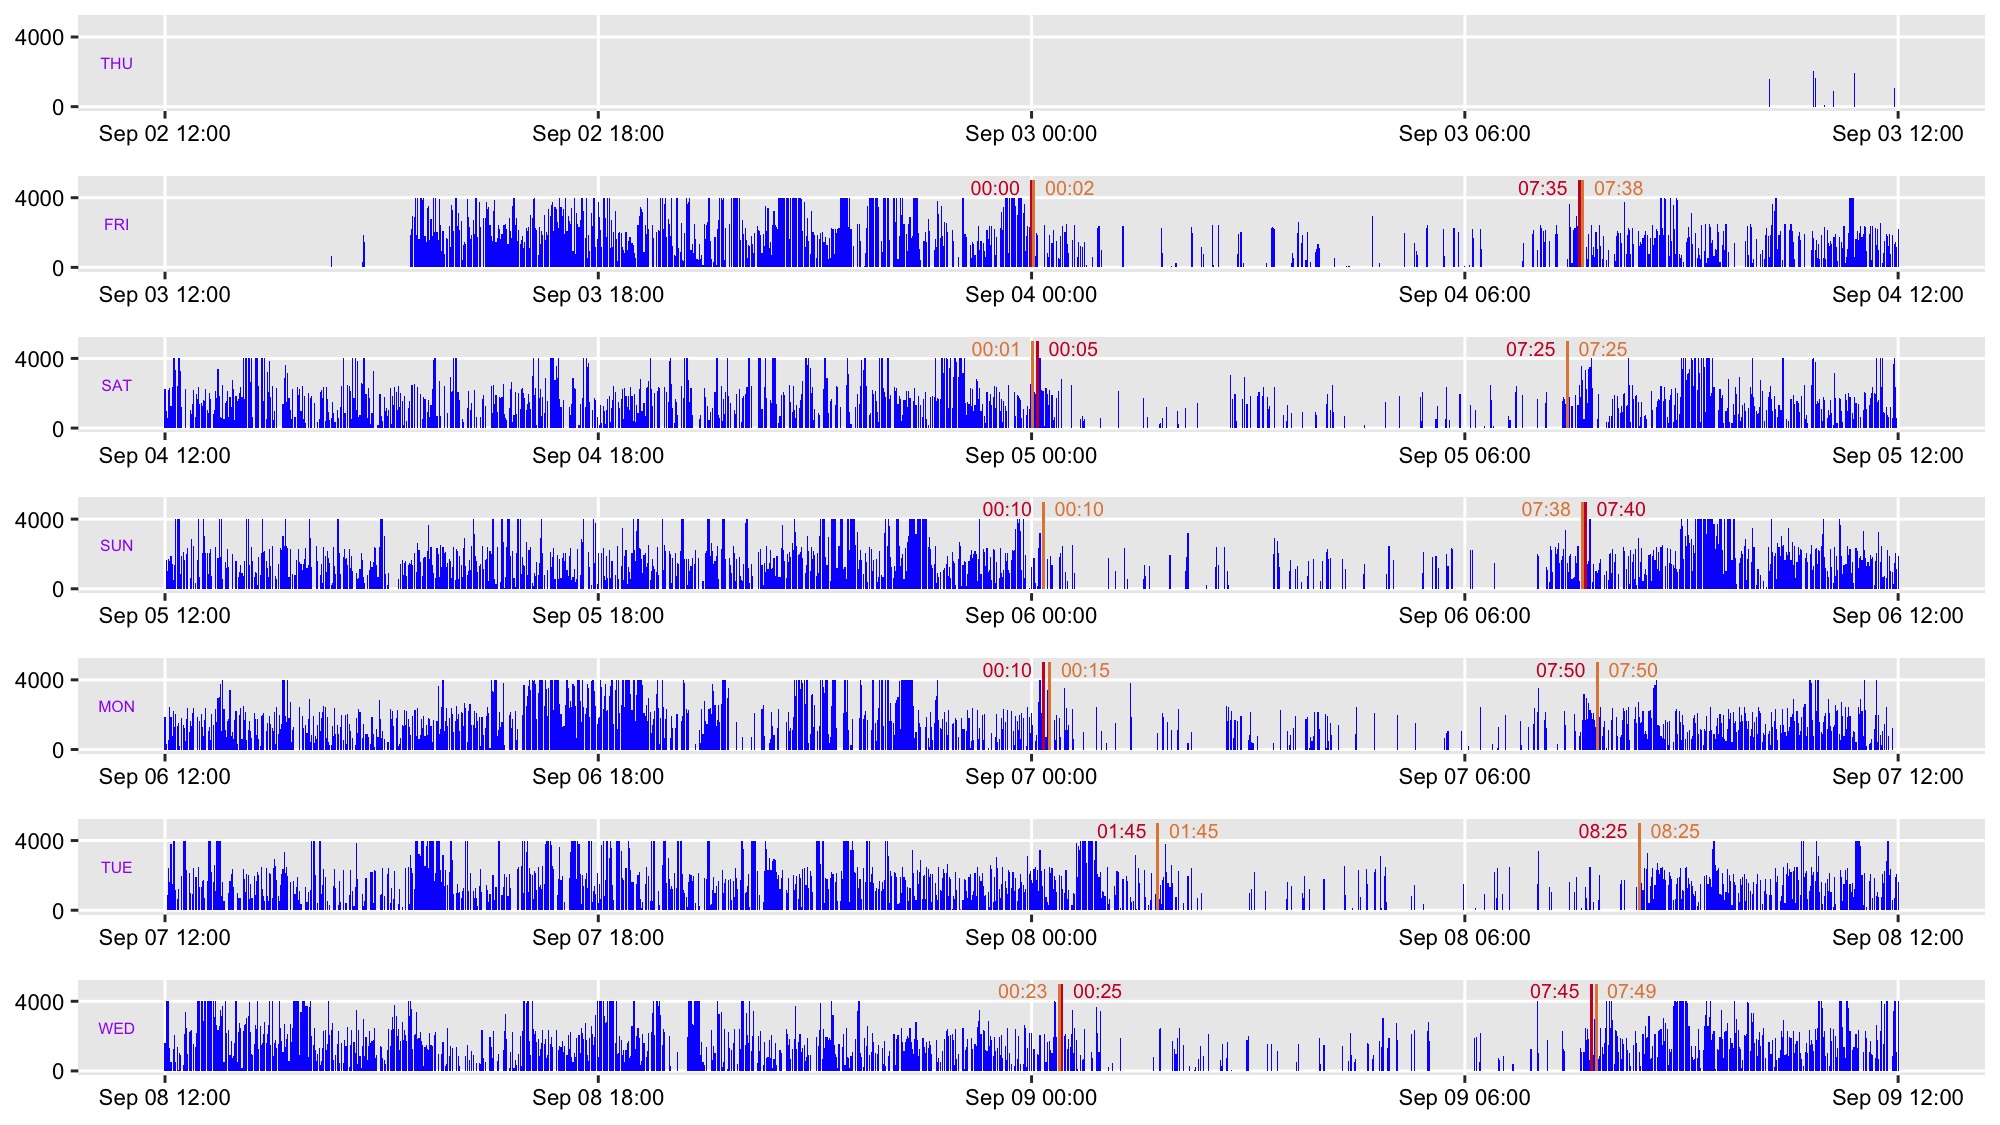 4000
THU
0
Sep 02 12:00 Sep 02 18:00 Sep 03 00:00 Sep 03 06:00 Sep 03 12:00
00:00 00:02 07:35 07:38
4000
FRI
0
Sep 03 12:00 Sep 03 18:00 Sep 04 00:00 Sep 04 06:00 Sep 04 12:00
00:01 00:05 07:25 07:25
4000
SAT
0
Sep 04 12:00 Sep 04 18:00 Sep 05 00:00 Sep 05 06:00 Sep 05 12:00
00:10 00:10 07:38 07:40
4000
SUN
0
Sep 05 12:00 Sep 05 18:00 Sep 06 00:00 Sep 06 06:00 Sep 06 12:00
00:10 00:15 07:50 07:50
4000
MON
0
Sep 06 12:00 Sep 06 18:00 Sep 07 00:00 Sep 07 06:00 Sep 07 12:00
01:45 01:45 08:25 08:25
4000
TUE
0
Sep 07 12:00 Sep 07 18:00 Sep 08 00:00 Sep 08 06:00 Sep 08 12:00
00:23 00:25 07:45 07:49
4000
WED
0
Sep 08 12:00 Sep 08 18:00 Sep 09 00:00 Sep 09 06:00 Sep 09 12:00